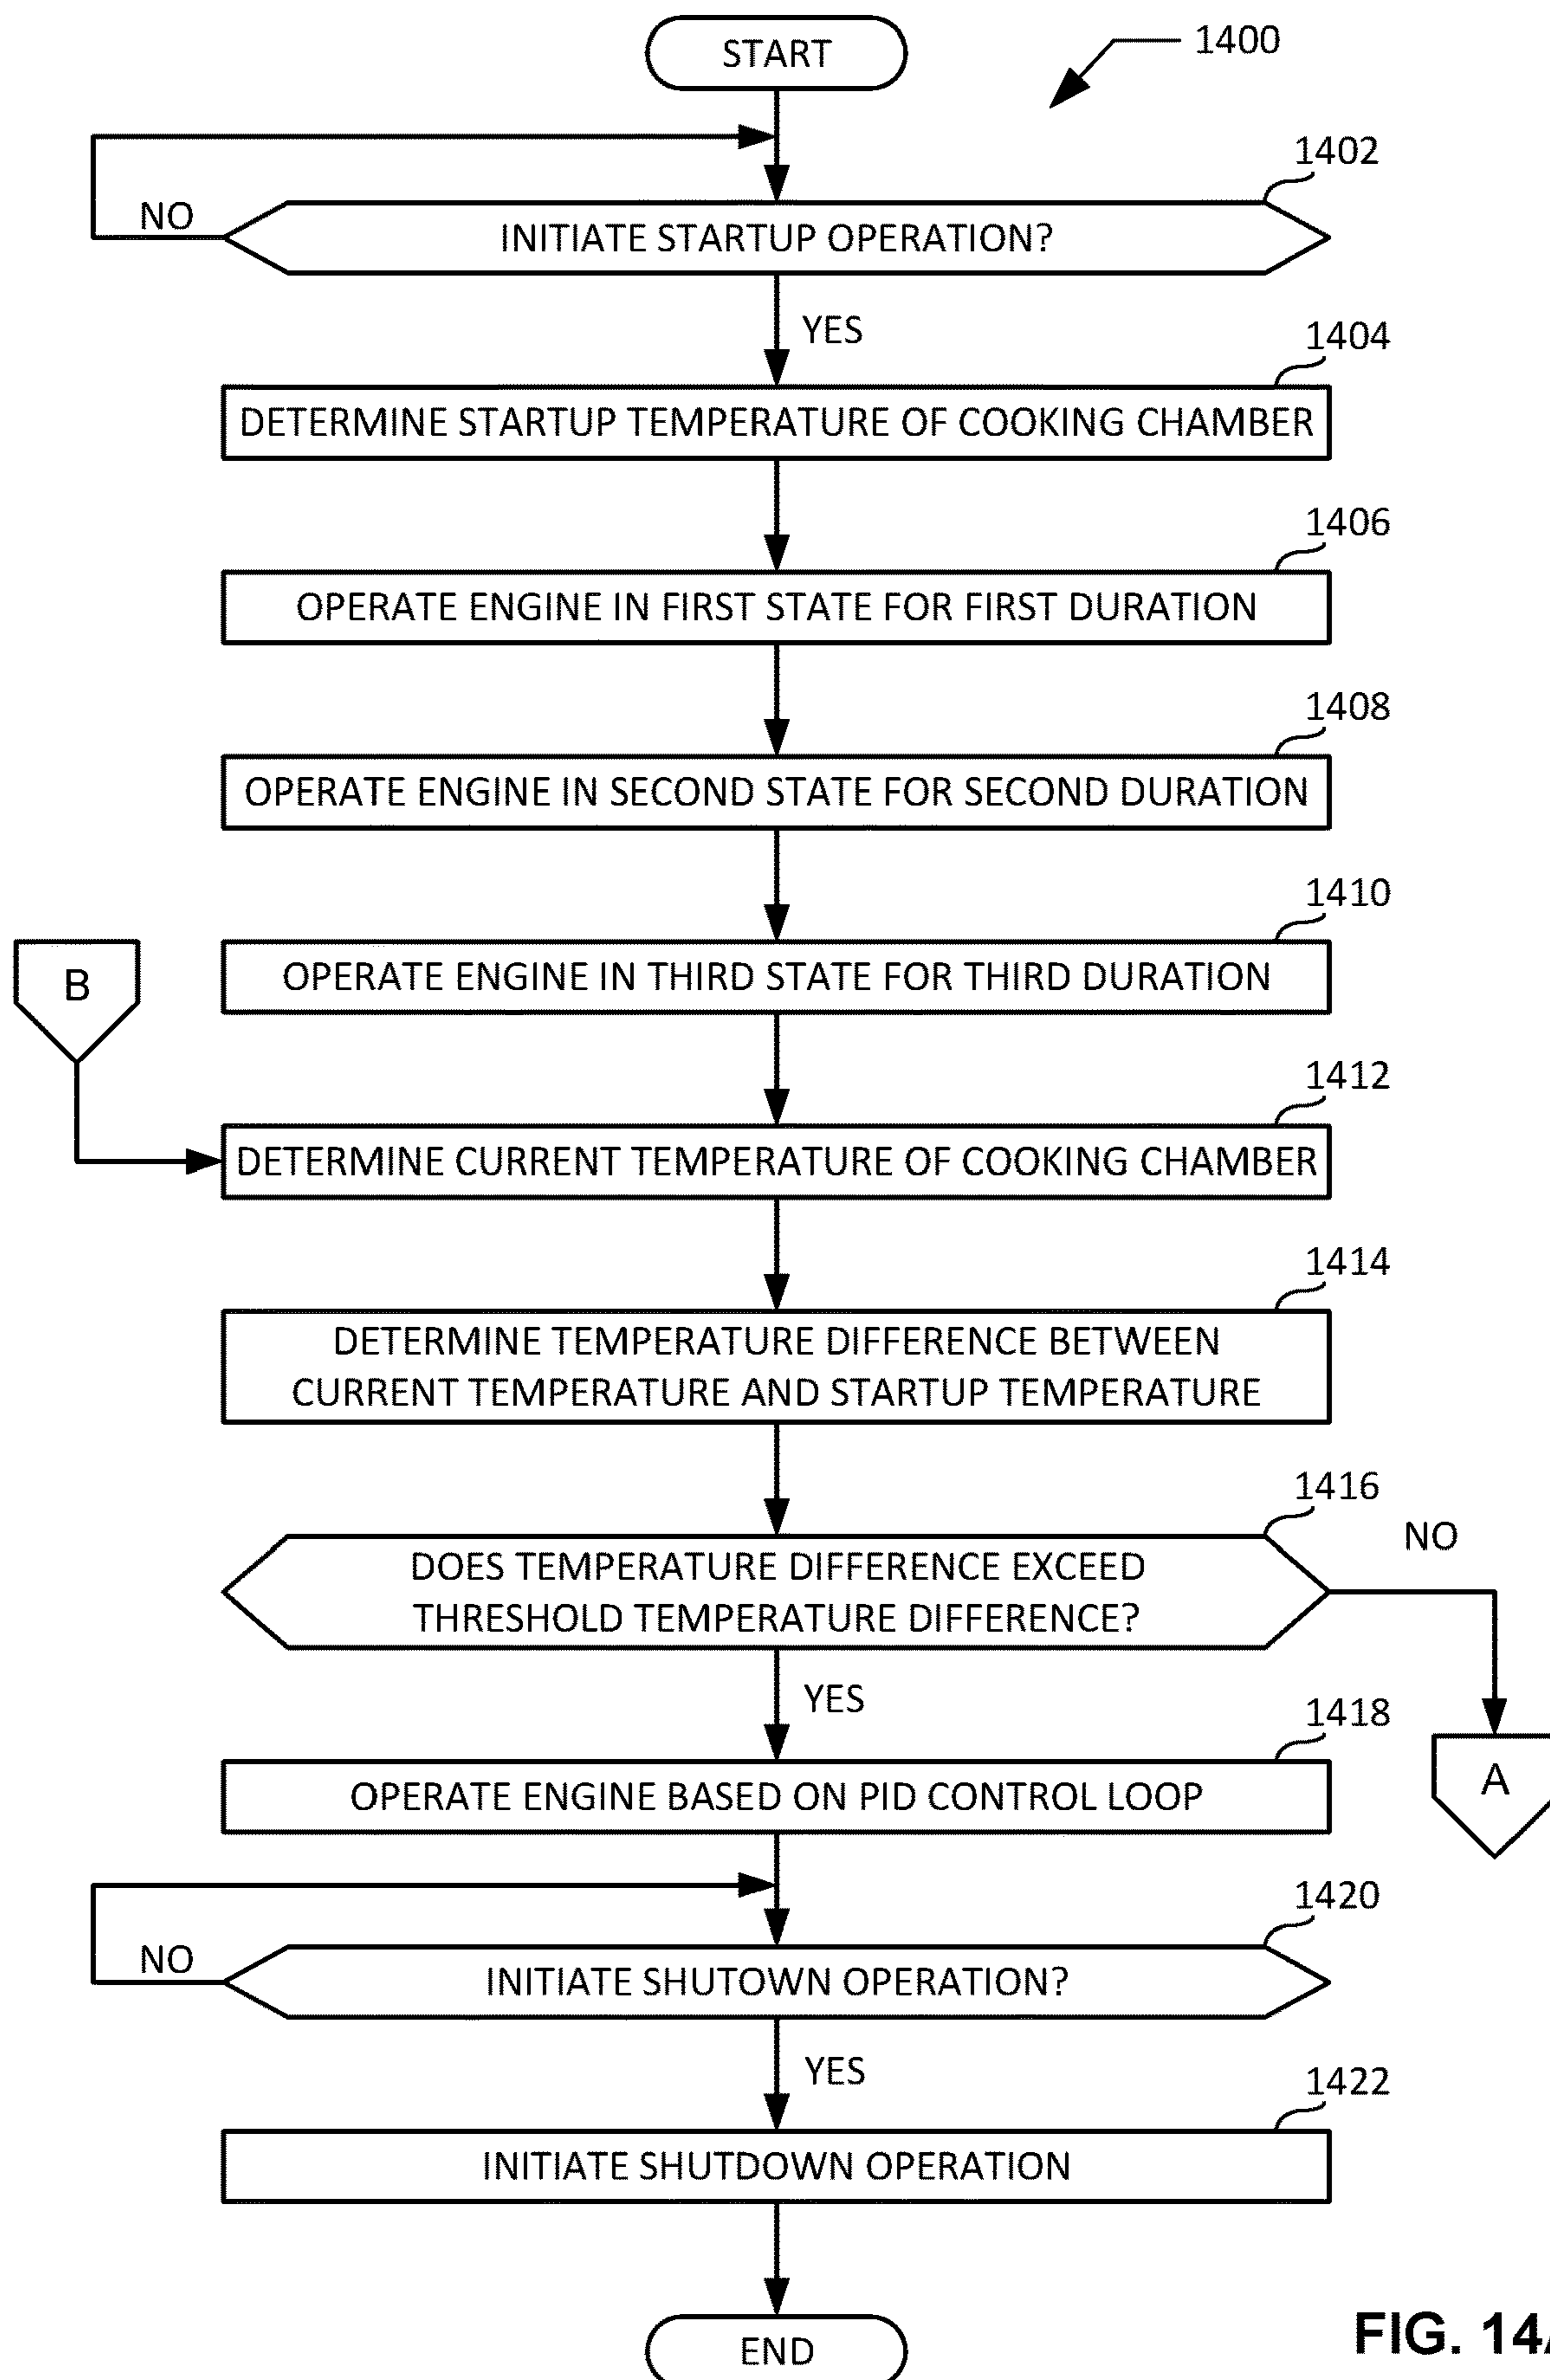 START
1400
1402
NO
INITIATE STARTUP OPERATION?
YES
1404
DETERMINE STARTUP TEMPERATURE OF COOKING CHAMBER
1406
OPERATE ENGINE IN FIRST STATE FOR FIRST DURATION
1408
OPERATE ENGINE IN SECOND STATE FOR SECOND DURATION
1410
B
OPERATE ENGINE IN THIRD STATE FOR THIRD DURATION
1412
DETERMINE CURRENT TEMPERATURE OF COOKING CHAMBER
1414
DETERMINE TEMPERATURE DIFFERENCE BETWEEN
CURRENT TEMPERATURE AND STARTUP TEMPERATURE
1416
NO
DOES TEMPERATURE DIFFERENCE EXCEED
THRESHOLD TEMPERATURE DIFFERENCE?
YES
1418
A
OPERATE ENGINE BASED ON PID CONTROL LOOP
1420
NO
INITIATE SHUTOWN OPERATION?
YES
1422
INITIATE SHUTDOWN OPERATION
END
FIG. 14A